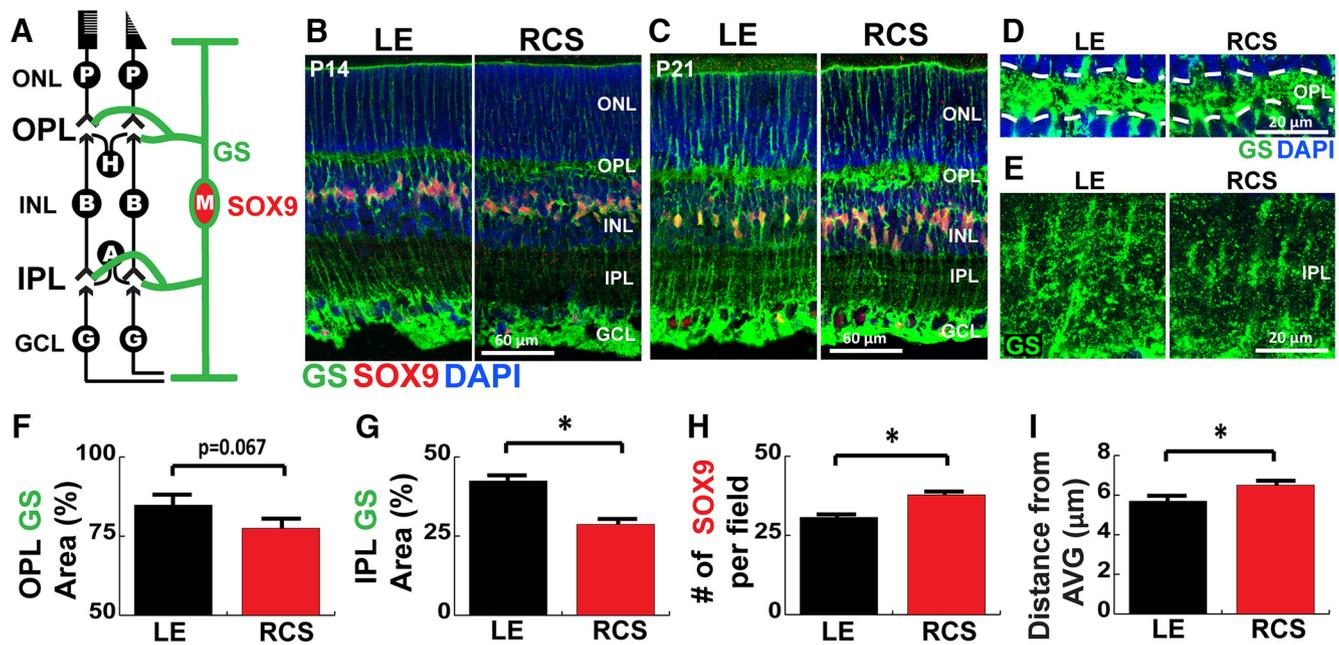 A
P P
ONL
OPL
H
GS
INL
B B
M
SOX9
A
IPL
GCL
G G
B
LE RCS
P14
ONL
OPL
INL
IPL
GCL
60 µm
GS SOX9 DAPI
C
LE RCS
P21
ONL
OPL
INL
IPL
GCL
60 µm
D
LE RCS
OPL
20 µm
GS DAPI
E
LE RCS
IPL
GS
20 µm
F
OPL GS
Area (%)
100
75
50
p=0.067
LE RCS
G
IPL GS
Area (%)
50
25
0
*
LE RCS
H
# of SOX9
per field
50
25
0
*
LE RCS
I
Distance from
AVG (µm)
8
6
4
2
0
*
LE RCS